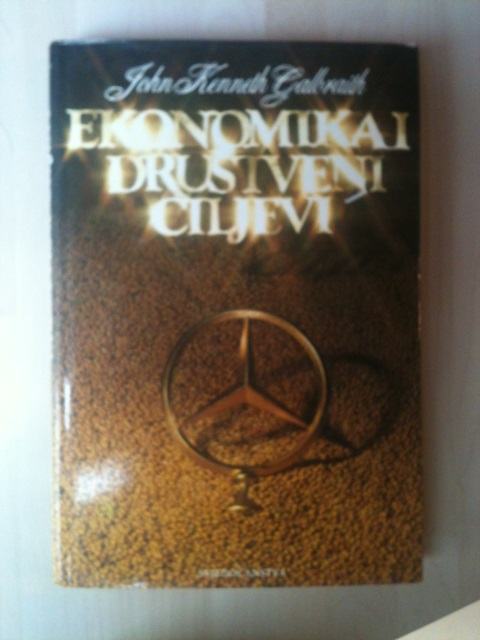 John Kenneth Galbraith
EKONOMIKA I
DRUŠTVENI
CILJEVI